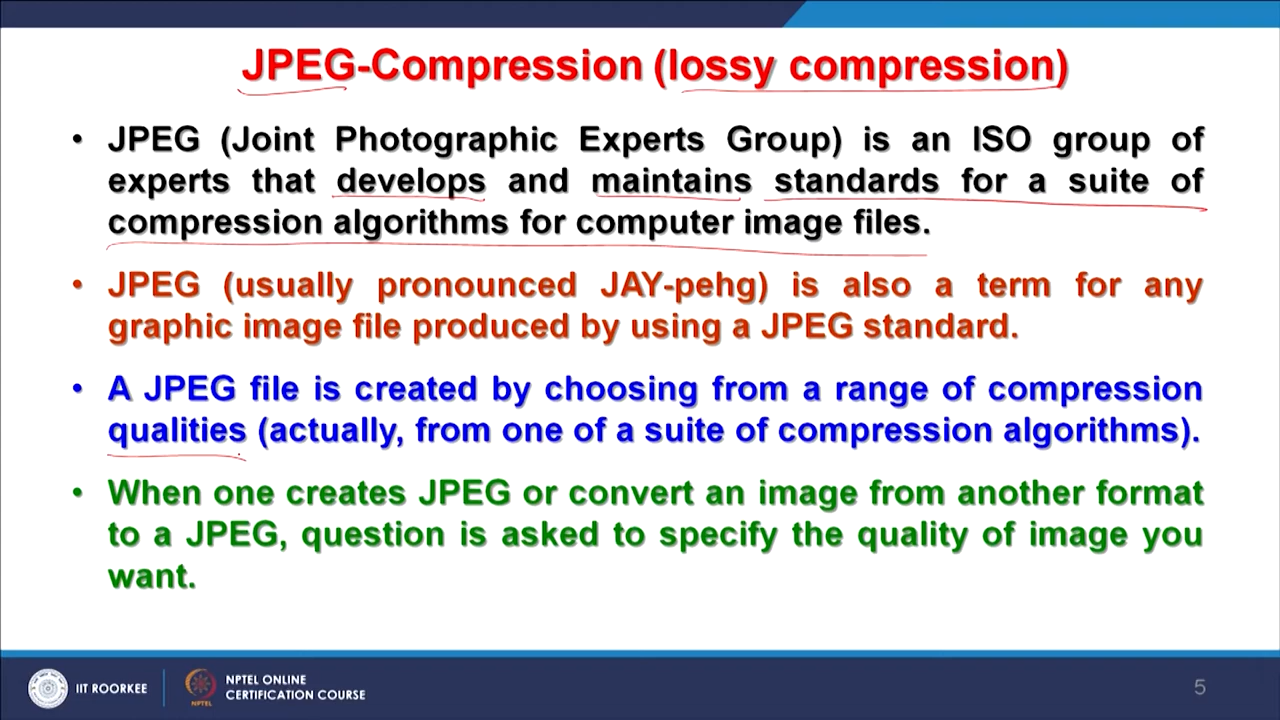 JPEG-Compression (lossy compression)
• JPEG (Joint Photographic Experts Group) is an ISO group of
experts that develops and maintains standards for a suite of
compression algorithms for computer image files.
• JPEG (usually pronounced JAY-pehg) is also a term for any
graphic image file produced by using a JPEG standard.
• A JPEG file is created by choosing from a range of compression
qualities (actually, from one of a suite of compression algorithms).
• When one creates JPEG or convert an image from another format
to a JPEG, question is asked to specify the quality of image you
want.
IIT ROORKEE
NPTEL
NPTEL ONLINE
CERTIFICATION COURSE
5